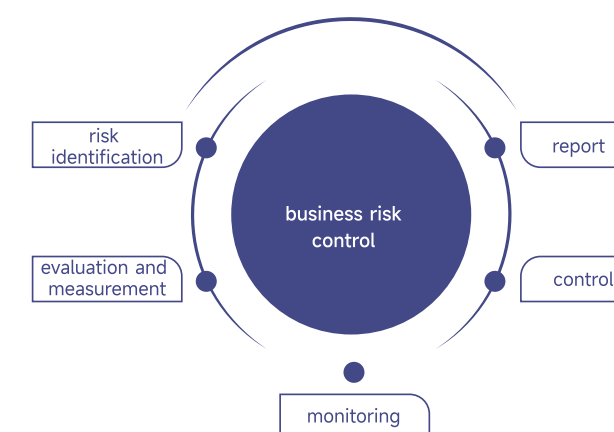 risk
identification
report
business risk
control
evaluation and
measurement
control
monitoring